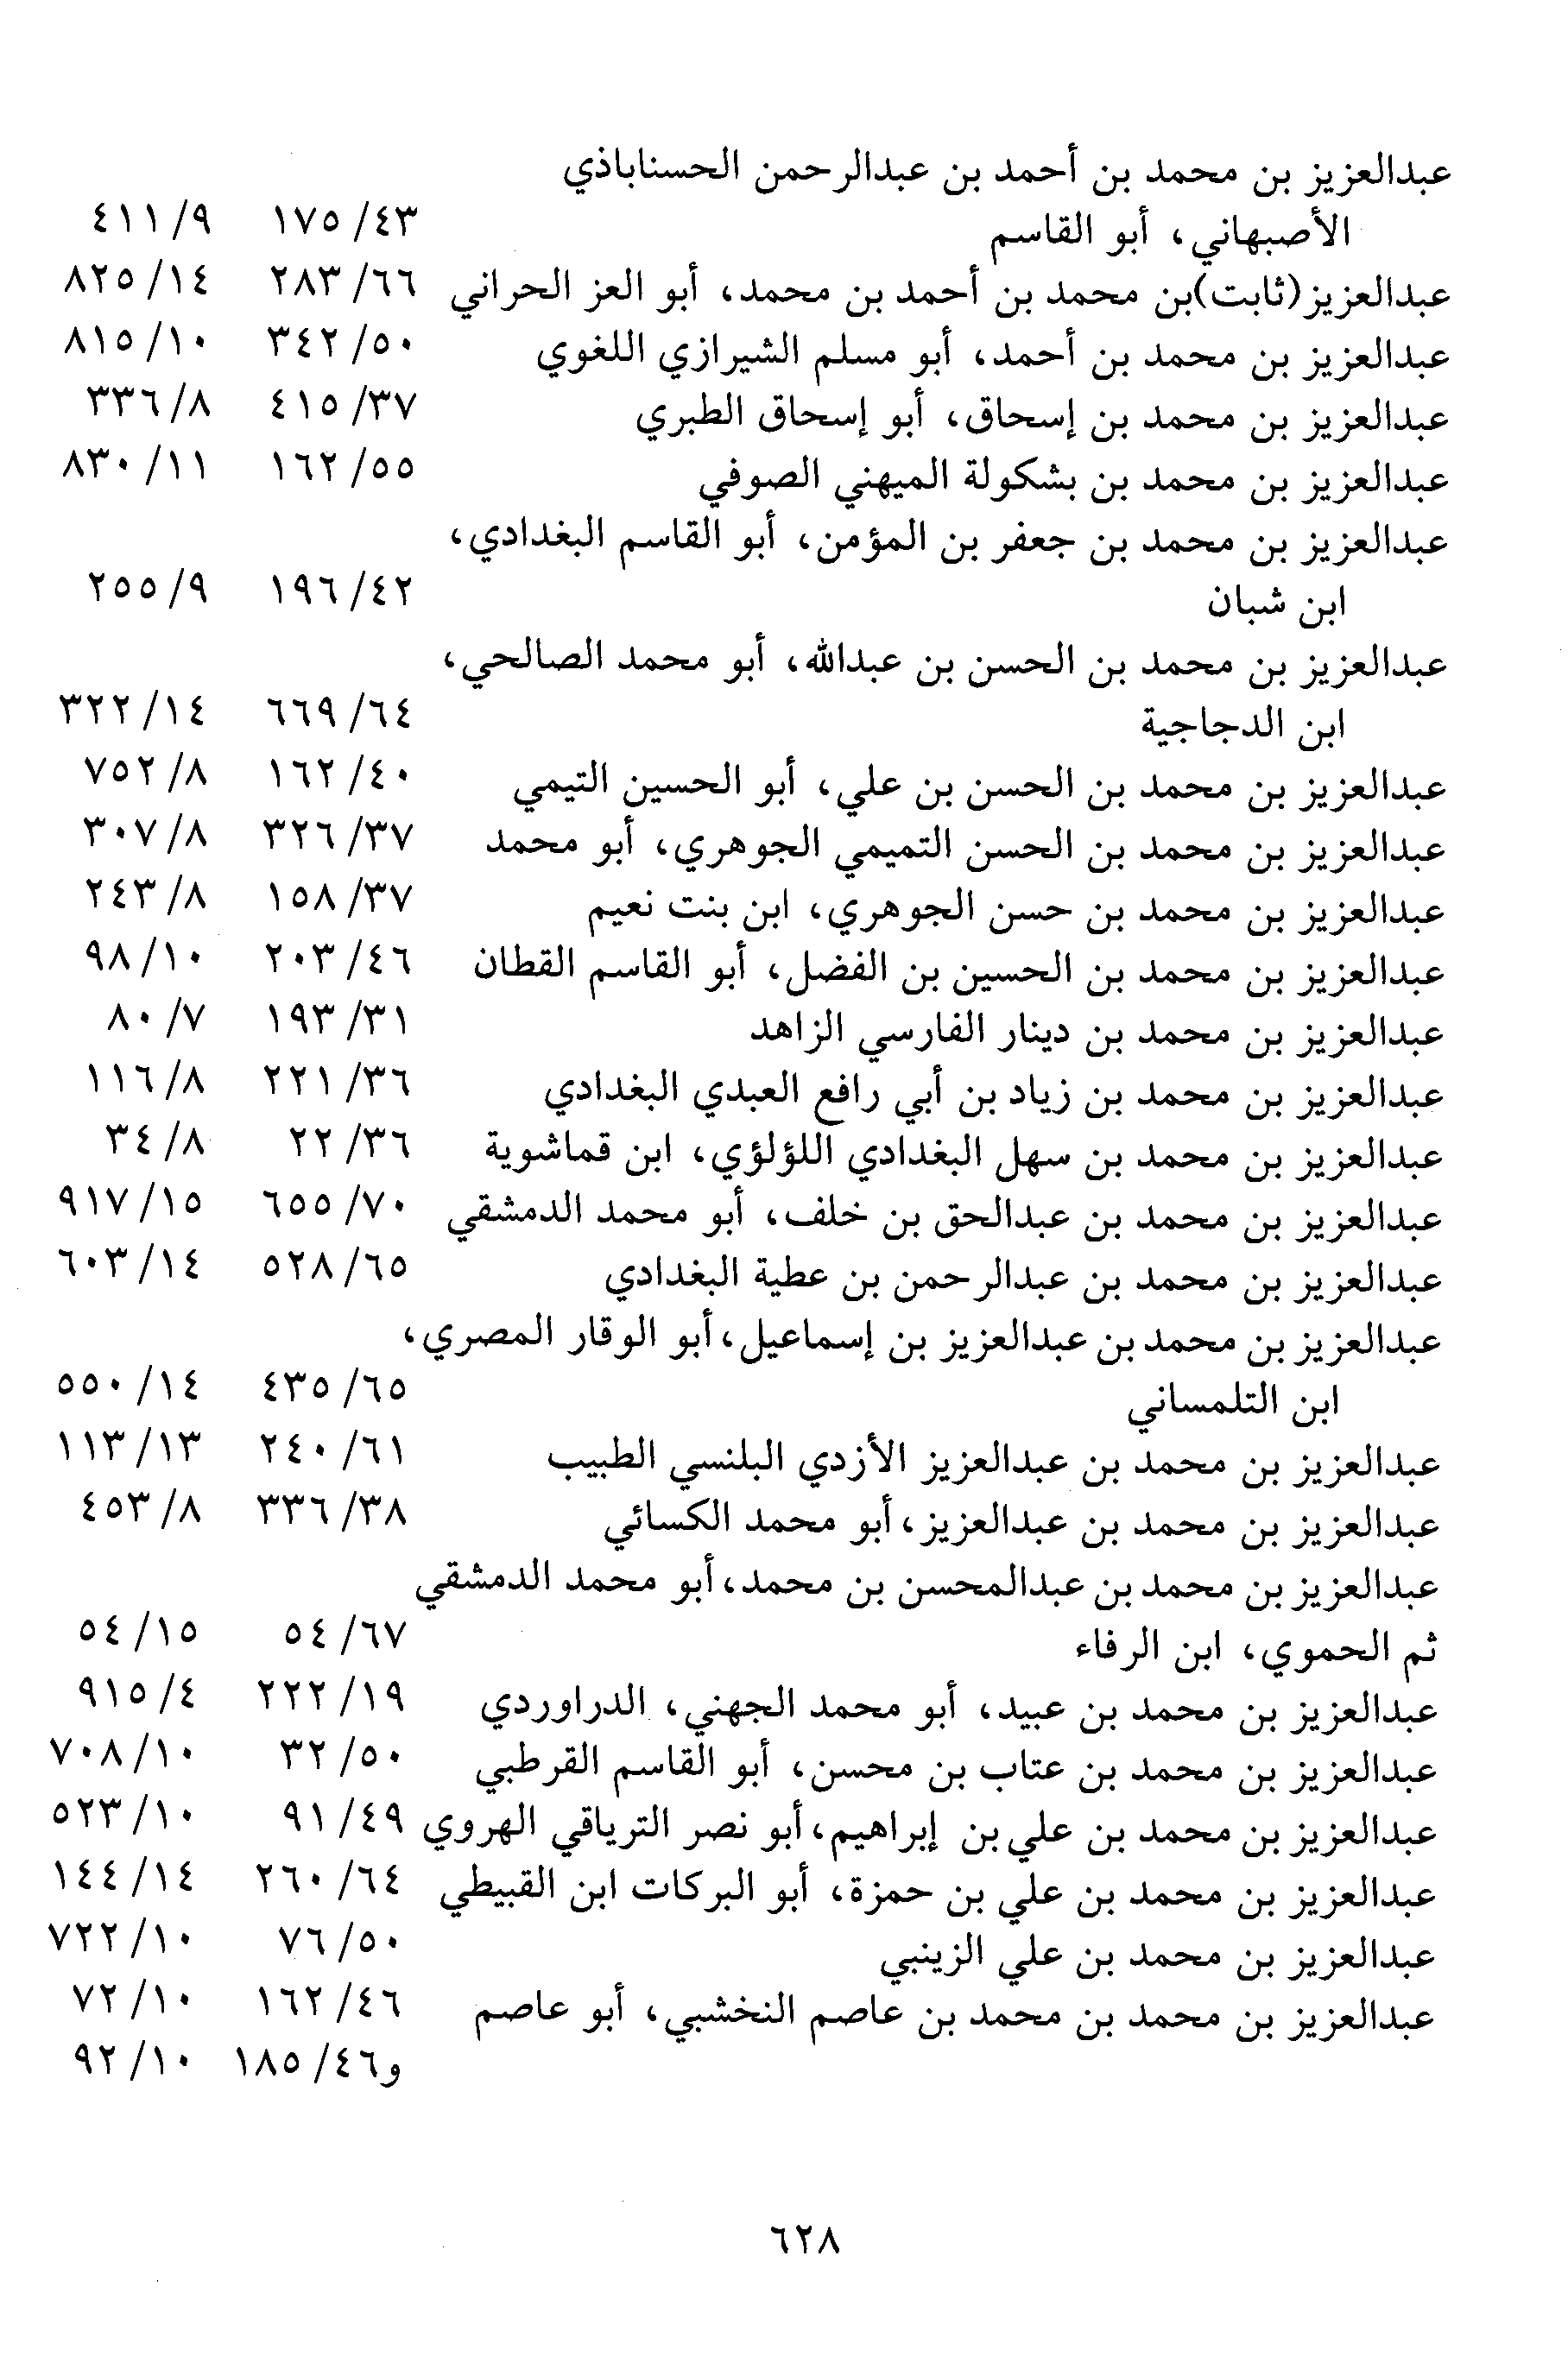 عبدالعزيز بن محمد بن أحمد بن عبدالرحمن الحسناباذي
الأصبهاني، أبو القاسم ٤٣/ ١٧٥ ٩/ ٤١١
عبدالعزيز(ثابت)بن محمد بن أحمد بن محمد، أبو العز الحراني ٦٦/ ٢٨٣ ١٤/ ٨٢٥
عبدالعزيز بن محمد بن أحمد، أبو مسلم الشيرازي اللغوي ٥٠/ ٣٤٢ ١٠/ ٨١٥
عبدالعزيز بن محمد بن إسحاق، أبو إسحاق الطبري ٣٧/ ٤١٥ ٨/ ٣٣٦
عبدالعزيز بن محمد بن بشكولة الميهني الصوفي ٥٥/ ١٦٢ ١١/ ٨٣٠
عبدالعزيز بن محمد بن جعفر بن المؤمن، أبو القاسم البغدادي،
ابن شبان ٤٢/ ١٩٦ ٩/ ٢٥٥
عبدالعزيز بن محمد بن الحسن بن عبدالله، أبو محمد الصالحي،
ابن الدجاجية ٦٤/ ٦٦٩ ١٤/ ٣٢٢
عبدالعزيز بن محمد بن الحسن بن علي، أبو الحسين التيمي ٤٠/ ١٦٢ ٨/ ٧٥٢
عبدالعزيز بن محمد بن الحسن التميمي الجوهري، أبو محمد ٣٧/ ٣٢٦ ٨/ ٣٠٧
عبدالعزيز بن محمد بن حسن الجوهري، ابن بنت نعيم ٣٧/ ١٥٨ ٨/ ٢٤٣
عبدالعزيز بن محمد بن الحسين بن الفضل، أبو القاسم القطان ٤٦/ ٢٠٣ ١٠/ ٩٨
عبدالعزيز بن محمد بن دينار الفارسي الزاهد ٣١/ ١٩٣ ٧/ ٨٠
عبدالعزيز بن محمد بن زياد بن أبي رافع العبدي البغدادي ٣٦/ ٢٢١ ٨/ ١١٦
عبدالعزيز بن محمد بن سهل البغدادي اللؤلؤي، ابن قماشوية ٣٦/ ٢٢ ٨/ ٣٤
عبدالعزيز بن محمد بن عبدالحق بن خلف، أبو محمد الدمشقي ٧٠/ ٦٥٥ ١٥/ ٩١٧
عبدالعزيز بن محمد بن عبدالرحمن بن عطية البغدادي ٦٥/ ٥٢٨ ١٤/ ٦٠٣
عبدالعزيز بن محمد بن عبدالعزيز بن إسماعيل، أبو الوقار المصري،
ابن التلمساني ٦٥/ ٤٣٥ ١٤/ ٥٥٠
عبدالعزيز بن محمد بن عبدالعزيز الأزدي البلنسي الطبيب ٦١/ ٢٤٠ ١٣/ ١١٣
عبدالعزيز بن محمد بن عبدالعزيز، أبو محمد الكسائي ٣٨/ ٣٣٦ ٨/ ٤٥٣
عبدالعزيز بن محمد بن عبدالمحسن بن محمد، أبو محمد الدمشقي
ثم الحموي، ابن الرفاء ٦٧/ ٥٤ ١٥/ ٥٤
عبدالعزيز بن محمد بن عبيد، أبو محمد الجهني، الدراوردي ١٩/ ٢٢٢ ٤/ ٩١٥
عبدالعزيز بن محمد بن عتاب بن محسن، أبو القاسم القرطبي ٥٠/ ٣٢ ١٠/ ٧٠٨
عبدالعزيز بن محمد بن علي بن إبراهيم، أبو نصر الترياقي الهروي ٤٩/ ٩١ ١٠/ ٥٢٣
عبدالعزيز بن محمد بن علي بن حمزة، أبو البركات ابن القبيطي ٦٤/ ٢٦٠ ١٤/ ١٤٤
عبدالعزيز بن محمد بن علي الزينبي ٥٠/ ٧٦ ١٠/ ٧٢٢
عبدالعزيز بن محمد بن محمد بن عاصم النخشبي، أبو عاصم ٤٦/ ١٦٢ ١٠/ ٧٢
و٤٦/ ١٨٥ ١٠/ ٩٢
٦٢٨